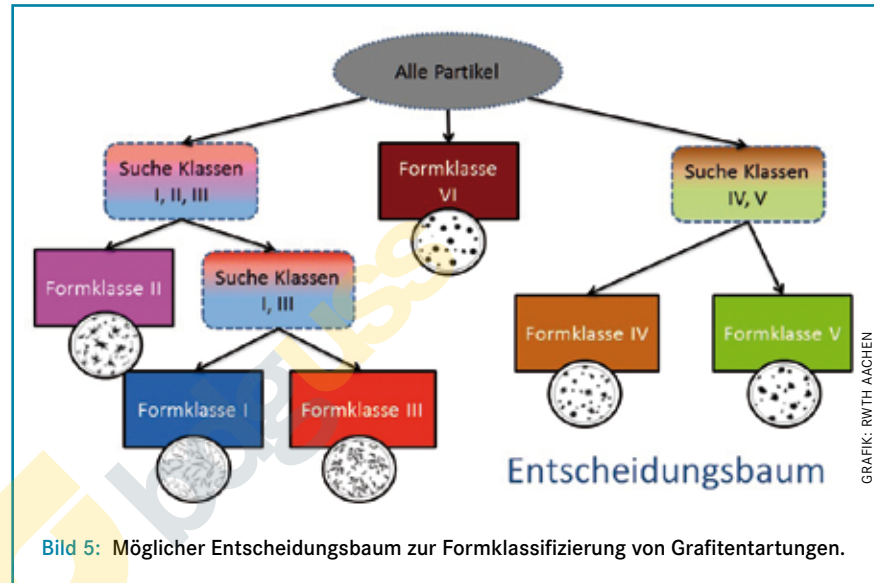 Alle Partikel
Suche Klassen
I, II, III
Formklasse
VI
Suche Klassen
IV, V
Formklasse II
Suche Klassen
I, III
Formklasse IV
Formklasse V
Formklasse I
Formklasse III
Entscheidungsbaum
GRAFIK: RWTH AACHEN
bdguss
Bild 5: Möglicher Entscheidungsbaum zur Formklassifizierung von Grafitentartungen.